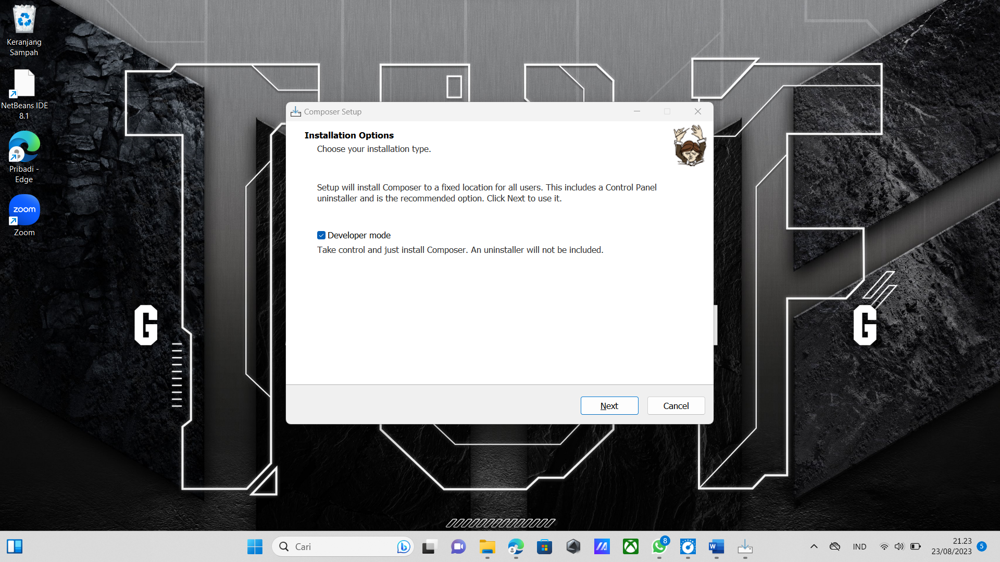 Keranjang
Sampah
NetBeans IDE
8.1
Pribadi -
Edge
zoom
Zoom
Composer Setup
Installation Options
Choose your installation type.
Setup will install Composer to a fixed location for all users. This includes a Control Panel
uninstaller and is the recommended option. Click Next to use it.
Developer mode
Take control and just install Composer. An uninstaller will not be included.
Next
Cancel
G
G
Cari
8
W
IND
21.23
23/08/2023
5